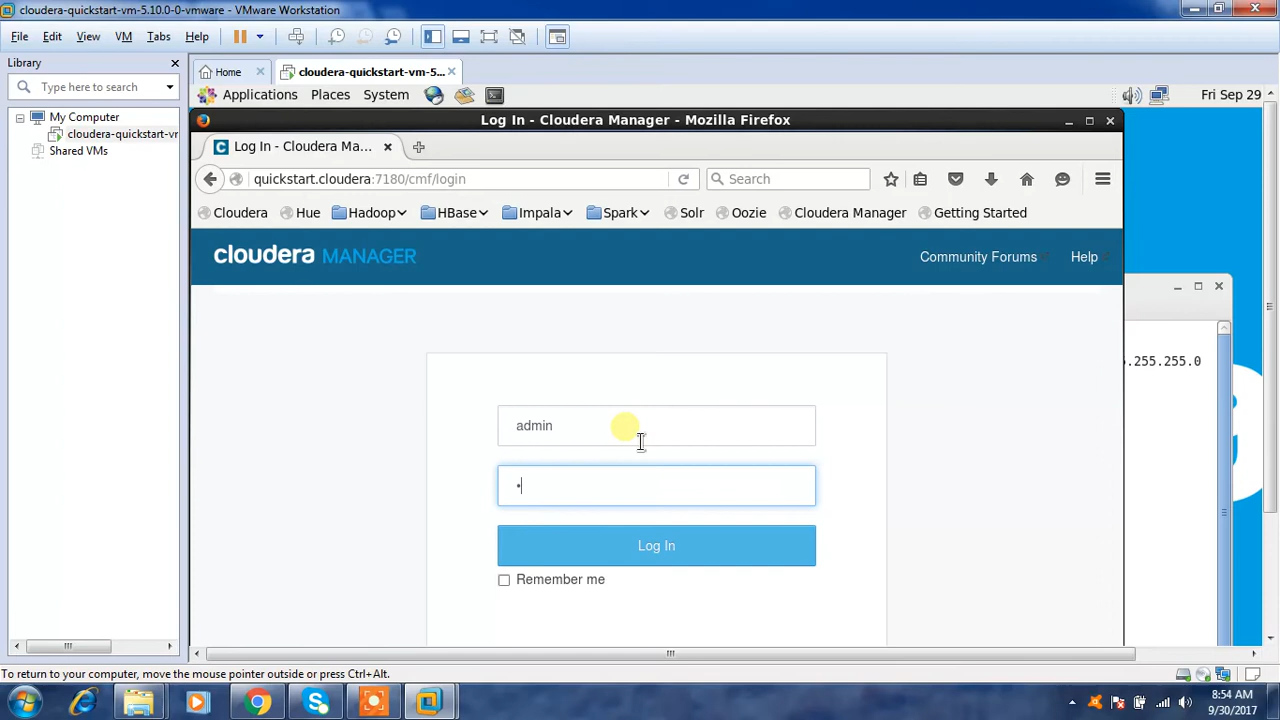 cloudera-quickstart-vm-5.10.0-0-vmware - VMware Workstation
File Edit View VM Tabs Help
Library
Type here to search
My Computer
cloudera-quickstart-vr
Shared VMs
Home
cloudera-quickstart-vm-5...
Applications Places System
Fri Sep 29
Log In - Cloudera Manager - Mozilla Firefox
Log In - Cloudera Ma...
quickstart.cloudera:7180/cmf/login
Search
Cloudera Hue Hadoop HBase Impala Spark Solr Oozie Cloudera Manager Getting Started
cloudera MANAGER
Community Forums Help
.255.255.0
admin
•
Log In
Remember me
To return to your computer, move the mouse pointer outside or press Ctrl+Alt.
8:54 AM
9/30/2017